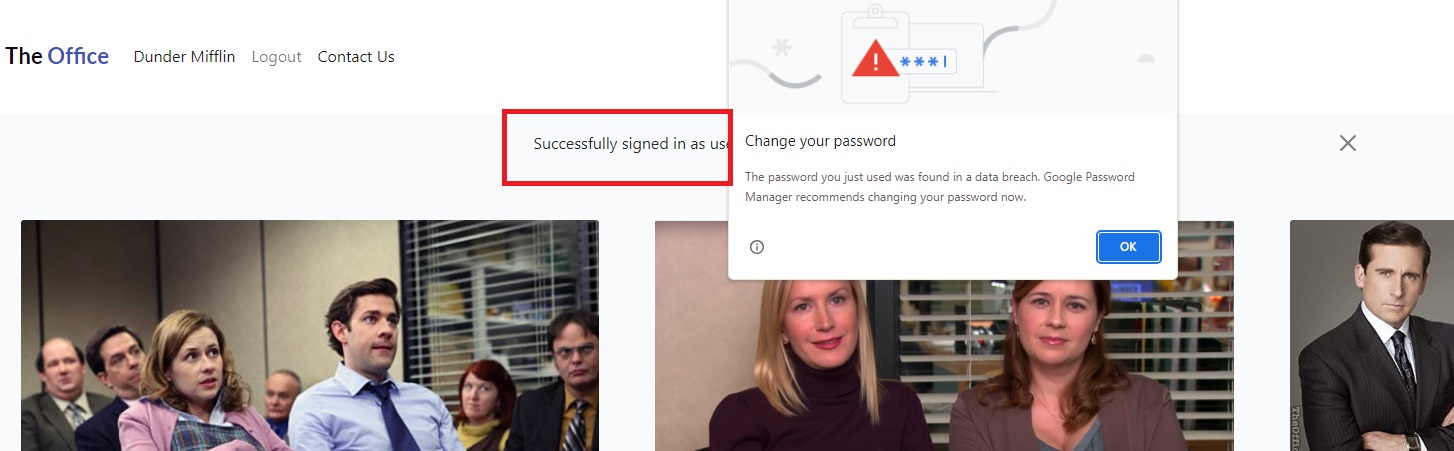 The Office Dunder Mifflin Logout Contact Us
***|
Successfully signed in as
Change your password
The password you just used was found in a data breach. Google Password
Manager recommends changing your password now.
OK